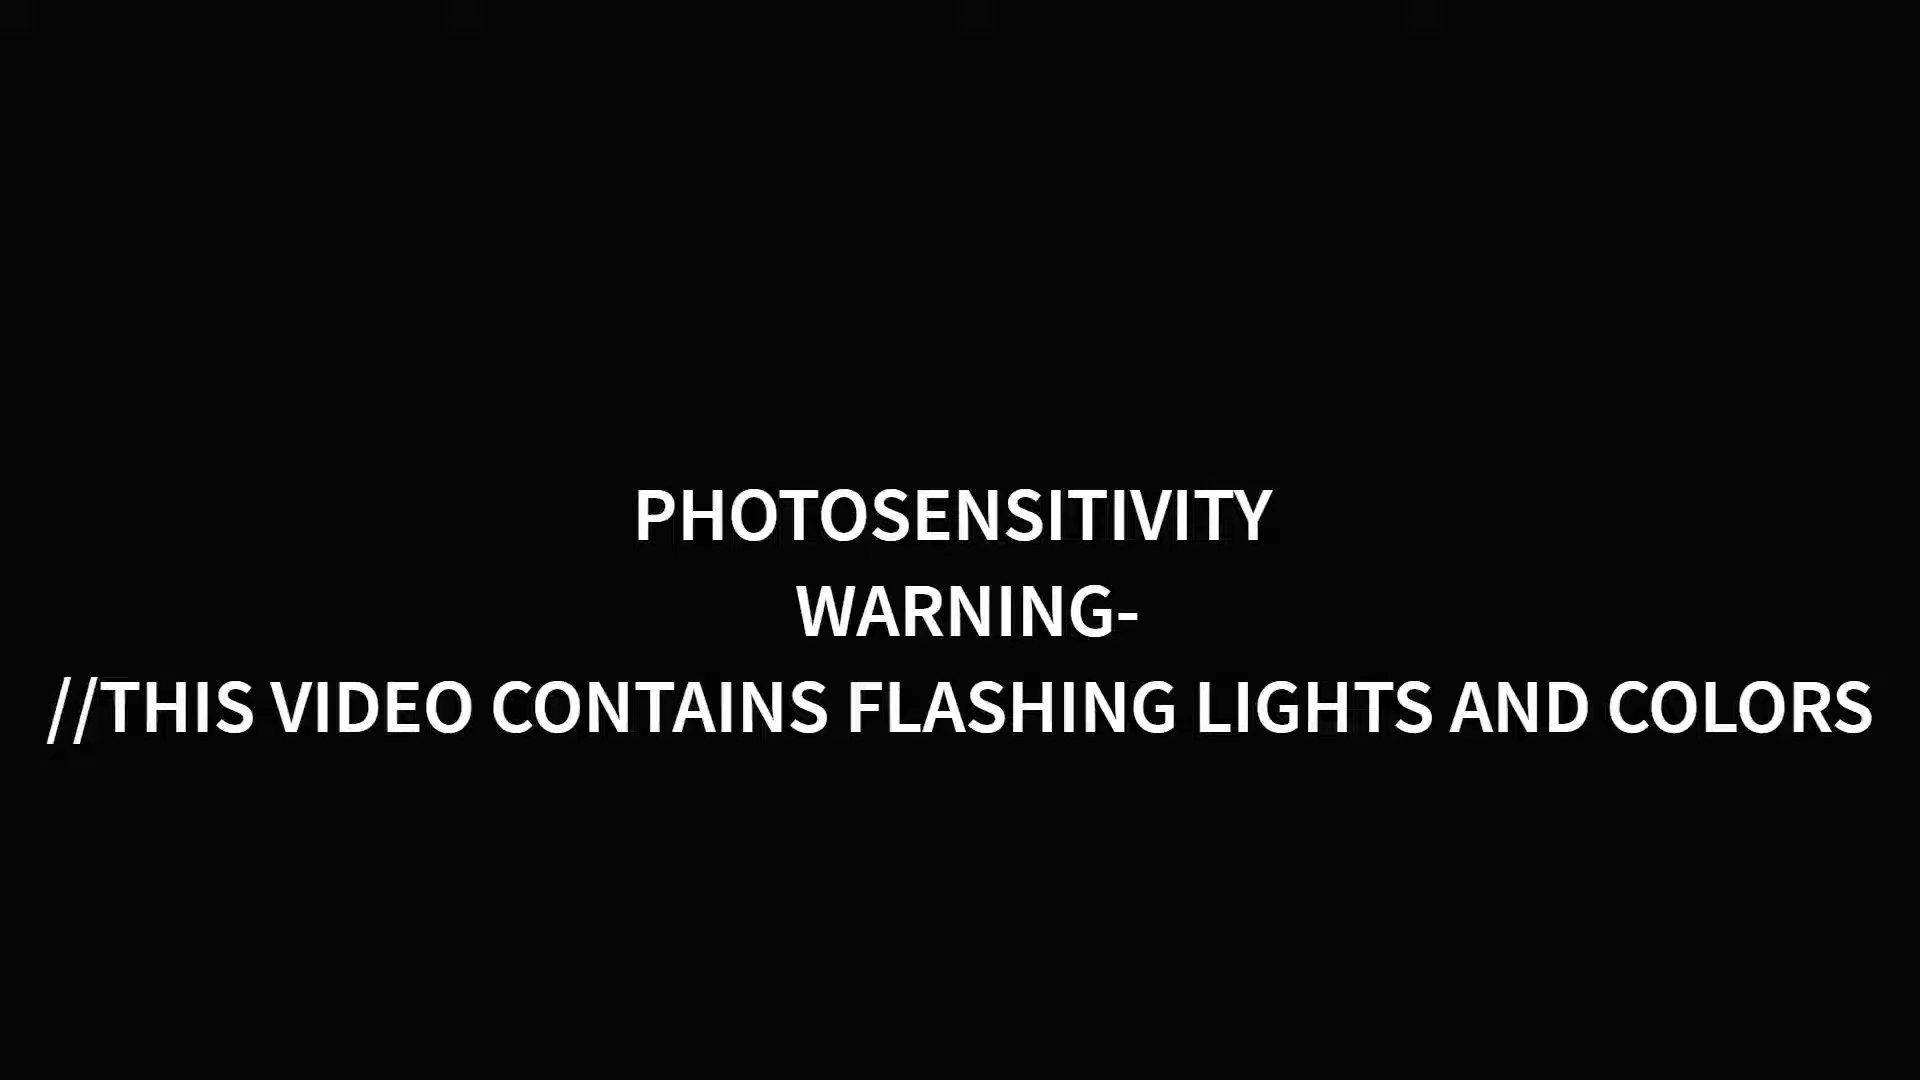 PHOTOSENSITIVITY
WARNING-
//THIS VIDEO CONTAINS FLASHING LIGHTS AND COLORS